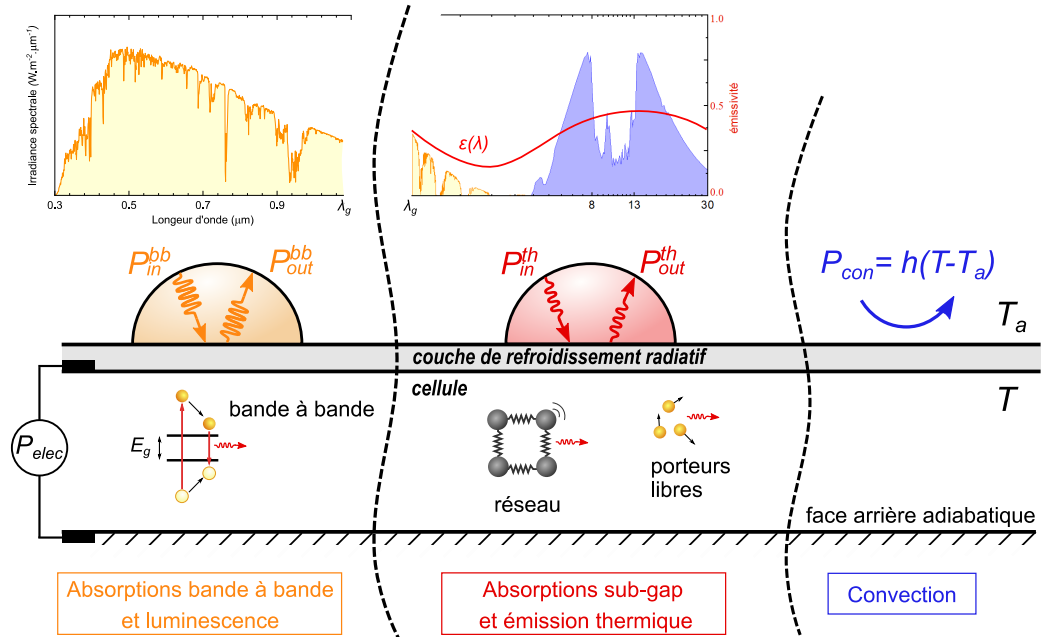 Irradiance spectrale (W.m⁻².μm⁻¹)
0.3 0.5 0.7 0.9 λg
Longeur d'onde (μm)
ε(λ)
1.0
0.5
0.0
émissivité
λg 8 13 30
P_in^bb P_out^bb
P_in^th P_out^th
P_con = h(T-Ta)
Ta
couche de refroidissement radiatif
cellule
T
bande à bande
Eg
P_elec
réseau
porteurs
libres
face arrière adiabatique
Absorptions bande à bande
et luminescence
Absorptions sub-gap
et émission thermique
Convection